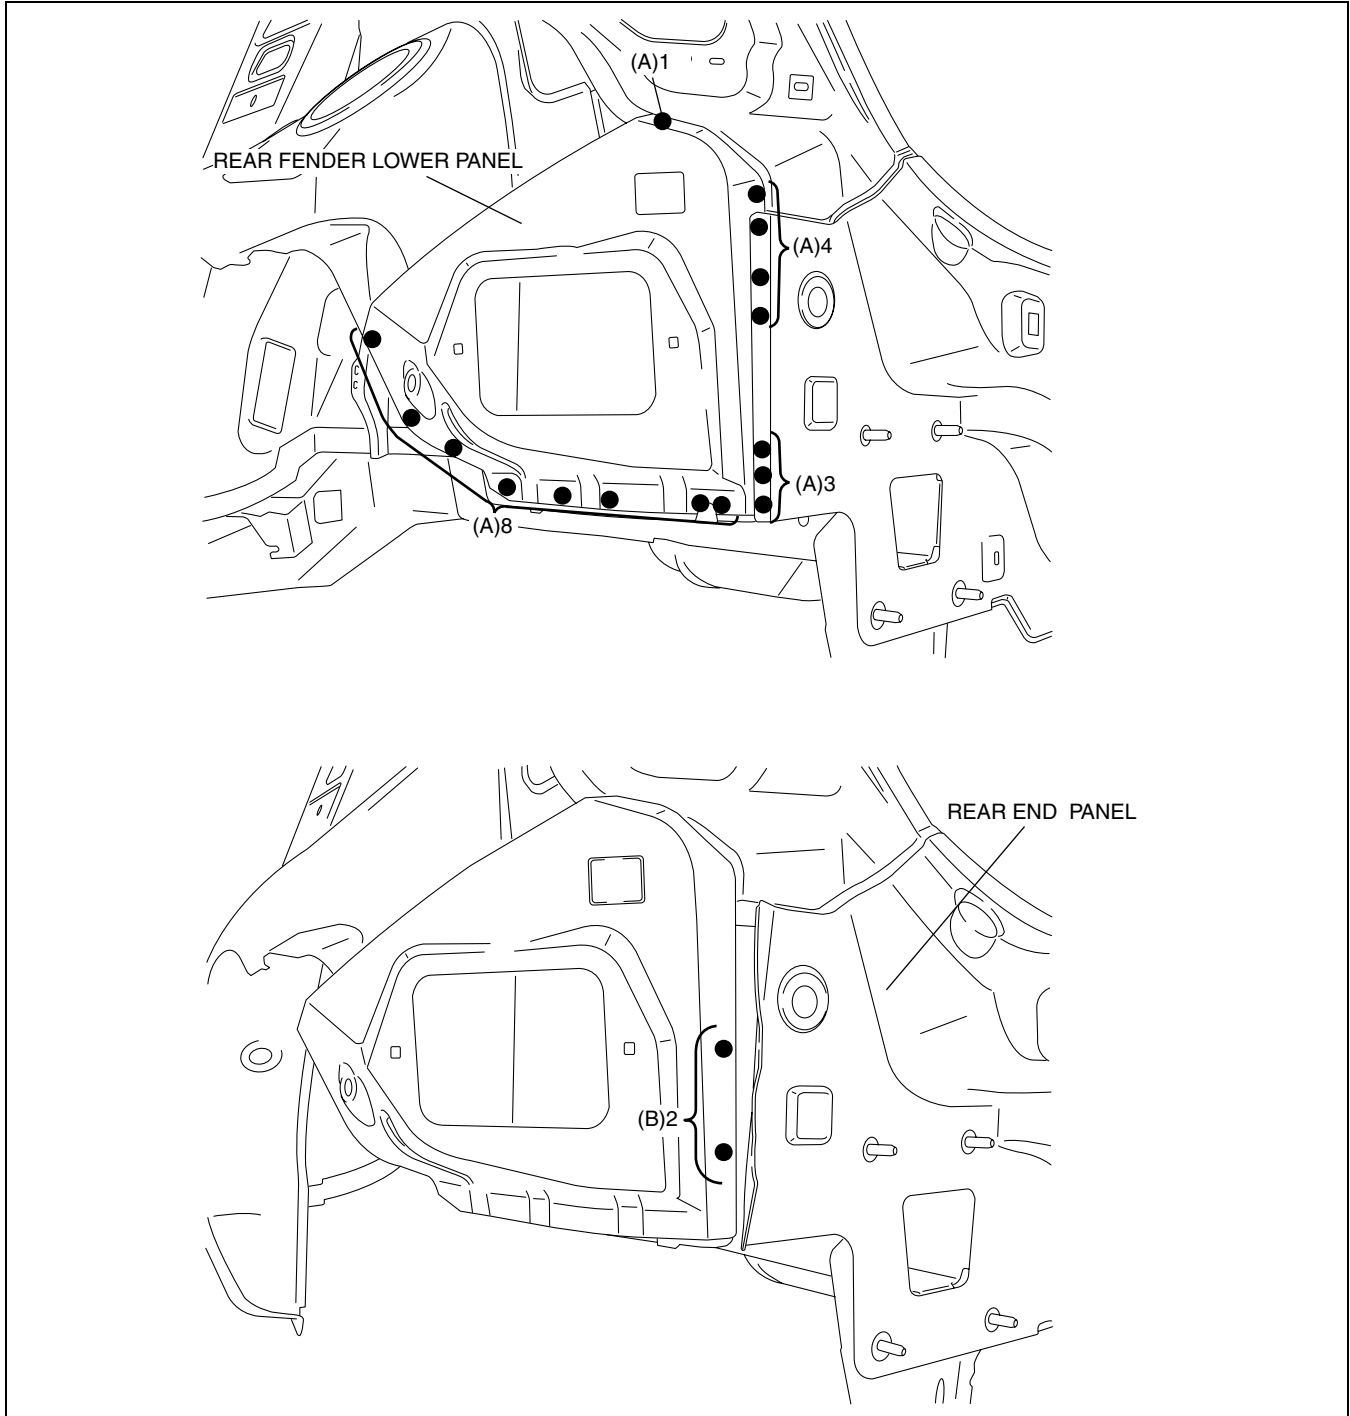 (A)1
REAR FENDER LOWER PANEL
(A)4
(A)3
(A)8
REAR END PANEL
(B)2